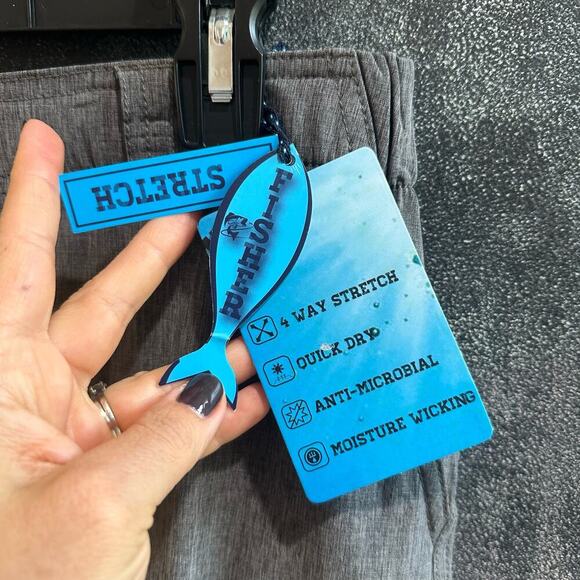 STRETCH
FISHER
4 WAY STRETCH
QUICK DRY
ANTI-MICROBIAL
MOISTURE WICKING